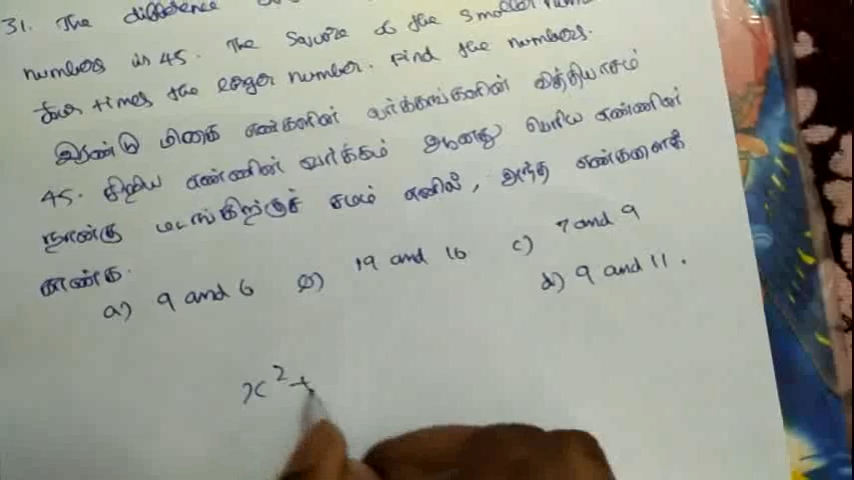 31. The difference
numbers is 45. The Square of the smaller
four times the larger number. Find the numbers.
இரண்டு மிகை எண்களின் வர்க்கங்களின் வித்தியாசம்
45. சிறிய எண்ணின் வர்க்கம் ஆனது பெரிய எண்ணின்
நான்கு மடங்கிற்குச் சமம் எனில், அந்த எண்களைக்
காண்க.
a) 9 and 6 b) 19 and 16 c) 7 and 9
d) 9 and 11.
x² +